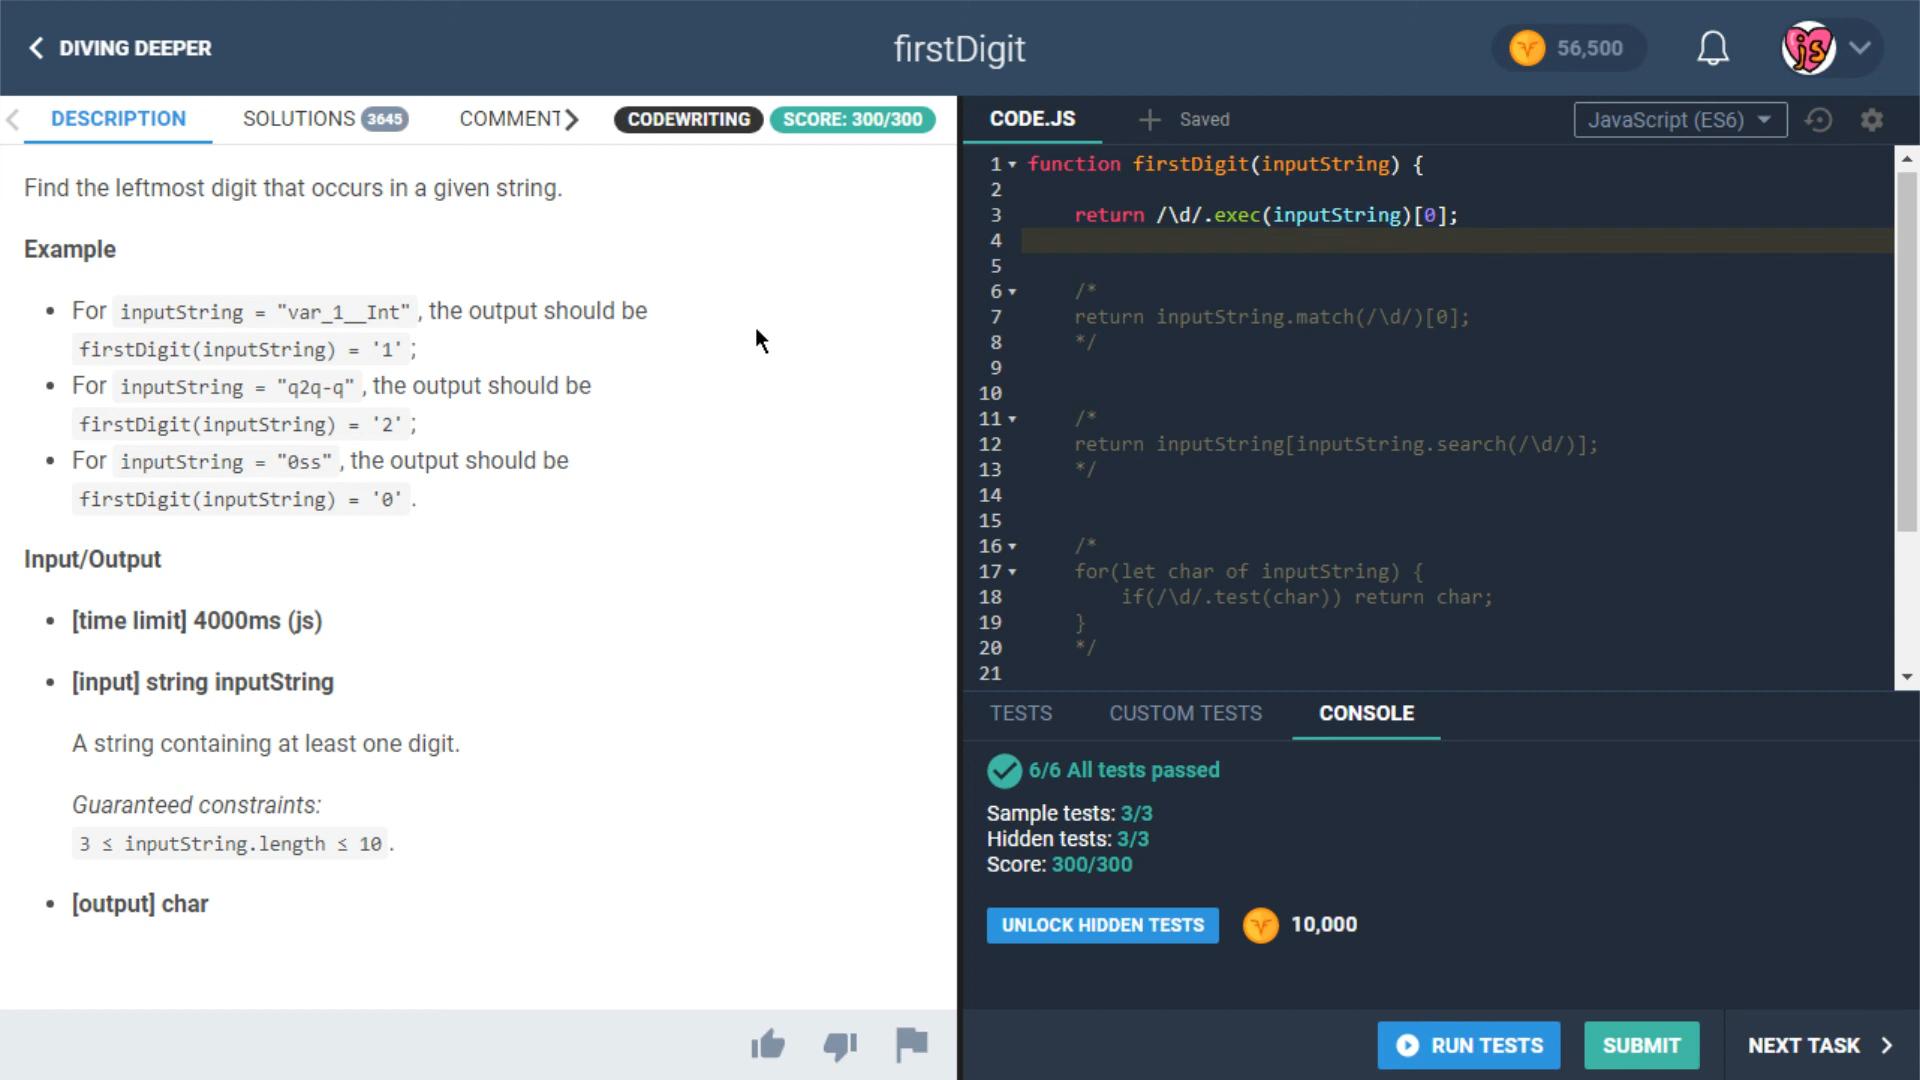 DIVING DEEPER
firstDigit
56,500
js
DESCRIPTION
SOLUTIONS 3645
COMMENT
CODEWRITING
SCORE: 300/300
Find the leftmost digit that occurs in a given string.
Example
• For inputString = "var_1__Int", the output should be
firstDigit(inputString) = '1';
• For inputString = "q2q-q", the output should be
firstDigit(inputString) = '2';
• For inputString = "0ss", the output should be
firstDigit(inputString) = '0'.
Input/Output
• [time limit] 4000ms (js)
• [input] string inputString
A string containing at least one digit.
Guaranteed constraints:
3 ≤ inputString.length ≤ 10.
• [output] char
CODE.JS
Saved
JavaScript (ES6)
1 function firstDigit(inputString) {
2
3 return /\d/.exec(inputString)[0];
4
5
6 /*
7 return inputString.match(/\d/)[0];
8 */
9
10
11 /*
12 return inputString[inputString.search(/\d/)];
13 */
14
15
16 /*
17 for(let char of inputString) {
18 if(/\d/.test(char)) return char;
19 }
20 */
21
TESTS
CUSTOM TESTS
CONSOLE
6/6 All tests passed
Sample tests: 3/3
Hidden tests: 3/3
Score: 300/300
UNLOCK HIDDEN TESTS
10,000
RUN TESTS
SUBMIT
NEXT TASK